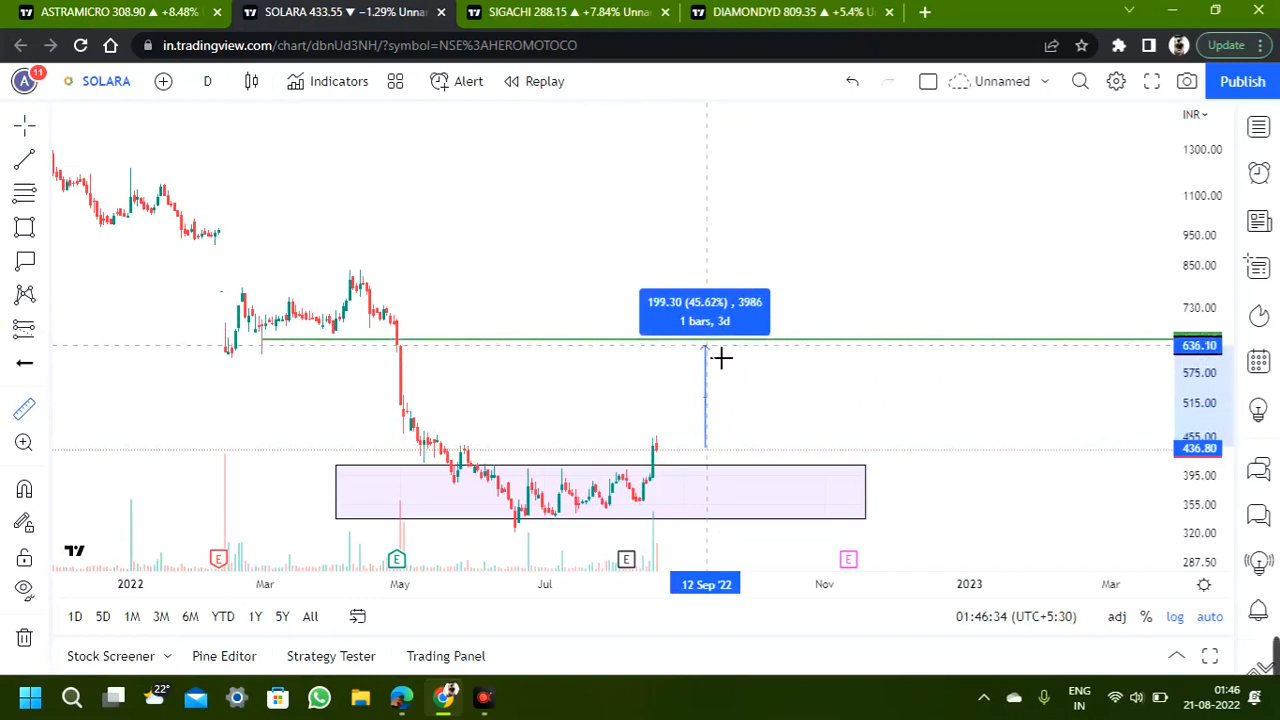 ASTRAMICRO 308.90 ▲ +8.48%
SOLARA 433.55 ▼ −1.29% Unna
SIGACHI 288.15 ▲ +7.84% Unna
DIAMONDYD 809.35 ▲ +5.4% U
in.tradingview.com/chart/dbnUd3NH/?symbol=NSE%3AHEROMOTOCO
Update
A
11
SOLARA
D
Indicators
Alert
Replay
Unnamed
Publish
INR
1300.00
1100.00
950.00
850.00
730.00
636.10
575.00
515.00
455.00
436.80
395.00
355.00
320.00
287.50
199.30 (45.62%) , 3986
1 bars, 3d
E
E
E
E
2022
Mar
May
Jul
12 Sep '22
Nov
2023
Mar
1D
5D
1M
3M
6M
YTD
1Y
5Y
All
01:46:34 (UTC+5:30)
adj
%
log
auto
Stock Screener
Pine Editor
Strategy Tester
Trading Panel
22°
ENG
IN
01:46
21-08-2022